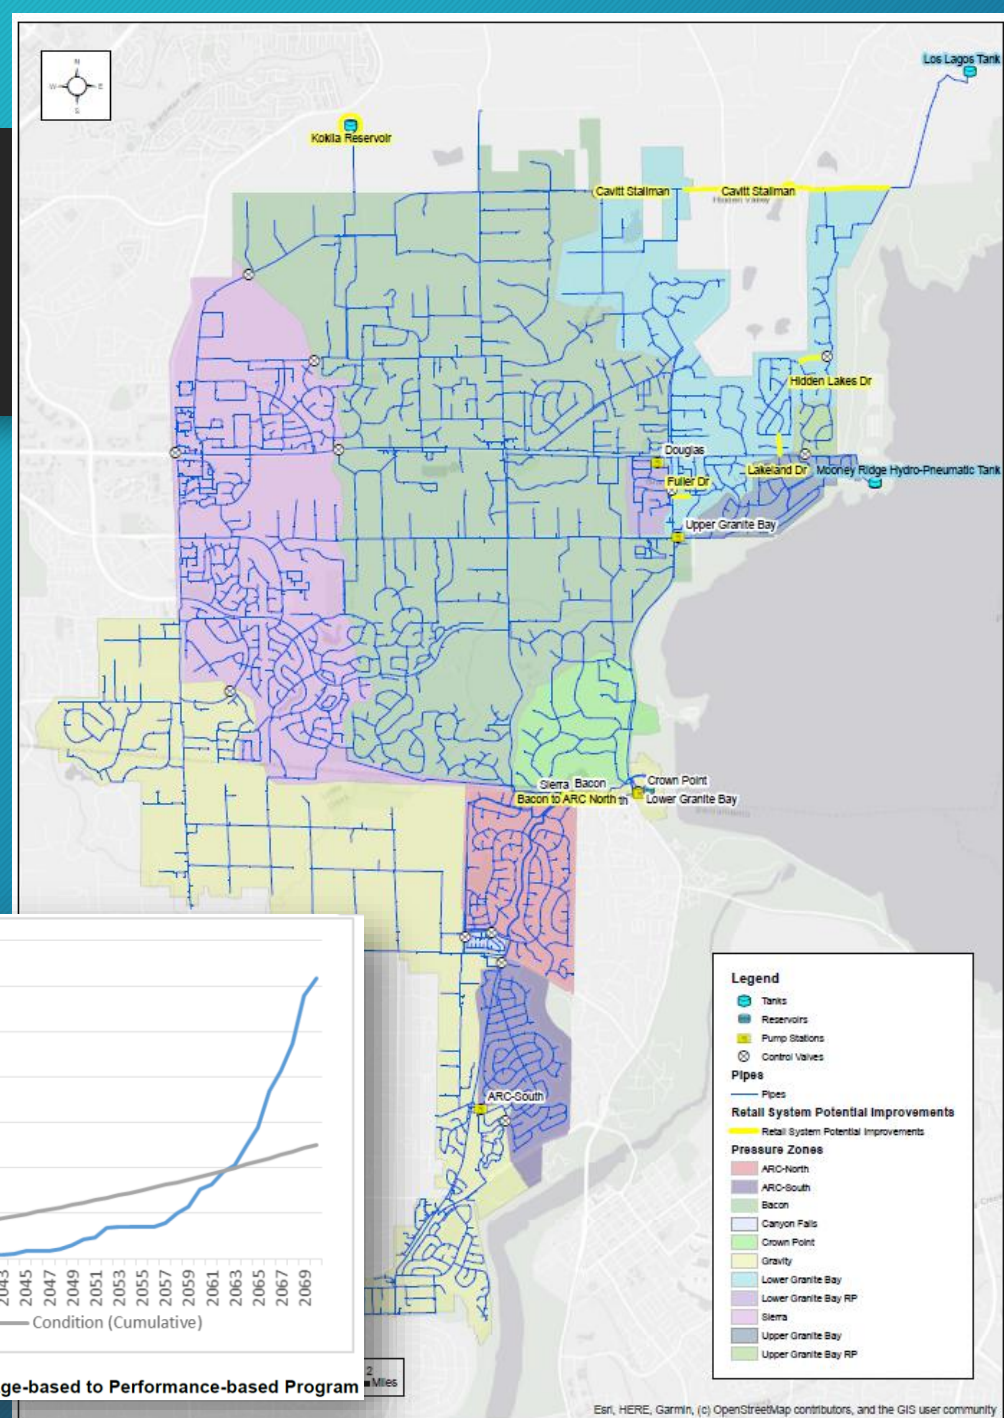 N
W
E
S
Los Lagos Tank
Kokila Reservoir
Cavitt Stallman
Cavitt Stallman
Hidden Valley
Hidden Lakes Dr
Douglas
Lakeland Dr
Mooney Ridge Hydro-Pneumatic Tank
Fuller Dr
Upper Granite Bay
Sierra
Bacon
Crown Point
Bacon to ARC North
th
Lower Granite Bay
ARC-South
Legend
Tanks
Reservoirs
Pump Stations
Control Valves
Pipes
Pipes
Retail System Potential Improvements
Retail System Potential Improvements
Pressure Zones
ARC-North
ARC-South
Bacon
Canyon Falls
Crown Point
Gravity
Lower Granite Bay
Lower Granite Bay RP
Sierra
Upper Granite Bay
Upper Granite Bay RP
2043 2045 2047 2049 2051 2053 2055 2057 2059 2061 2063 2065 2067 2069
Condition (Cumulative)
ge-based to Performance-based Program
2
Miles
Esri, HERE, Garmin, (c) OpenStreetMap contributors, and the GIS user community